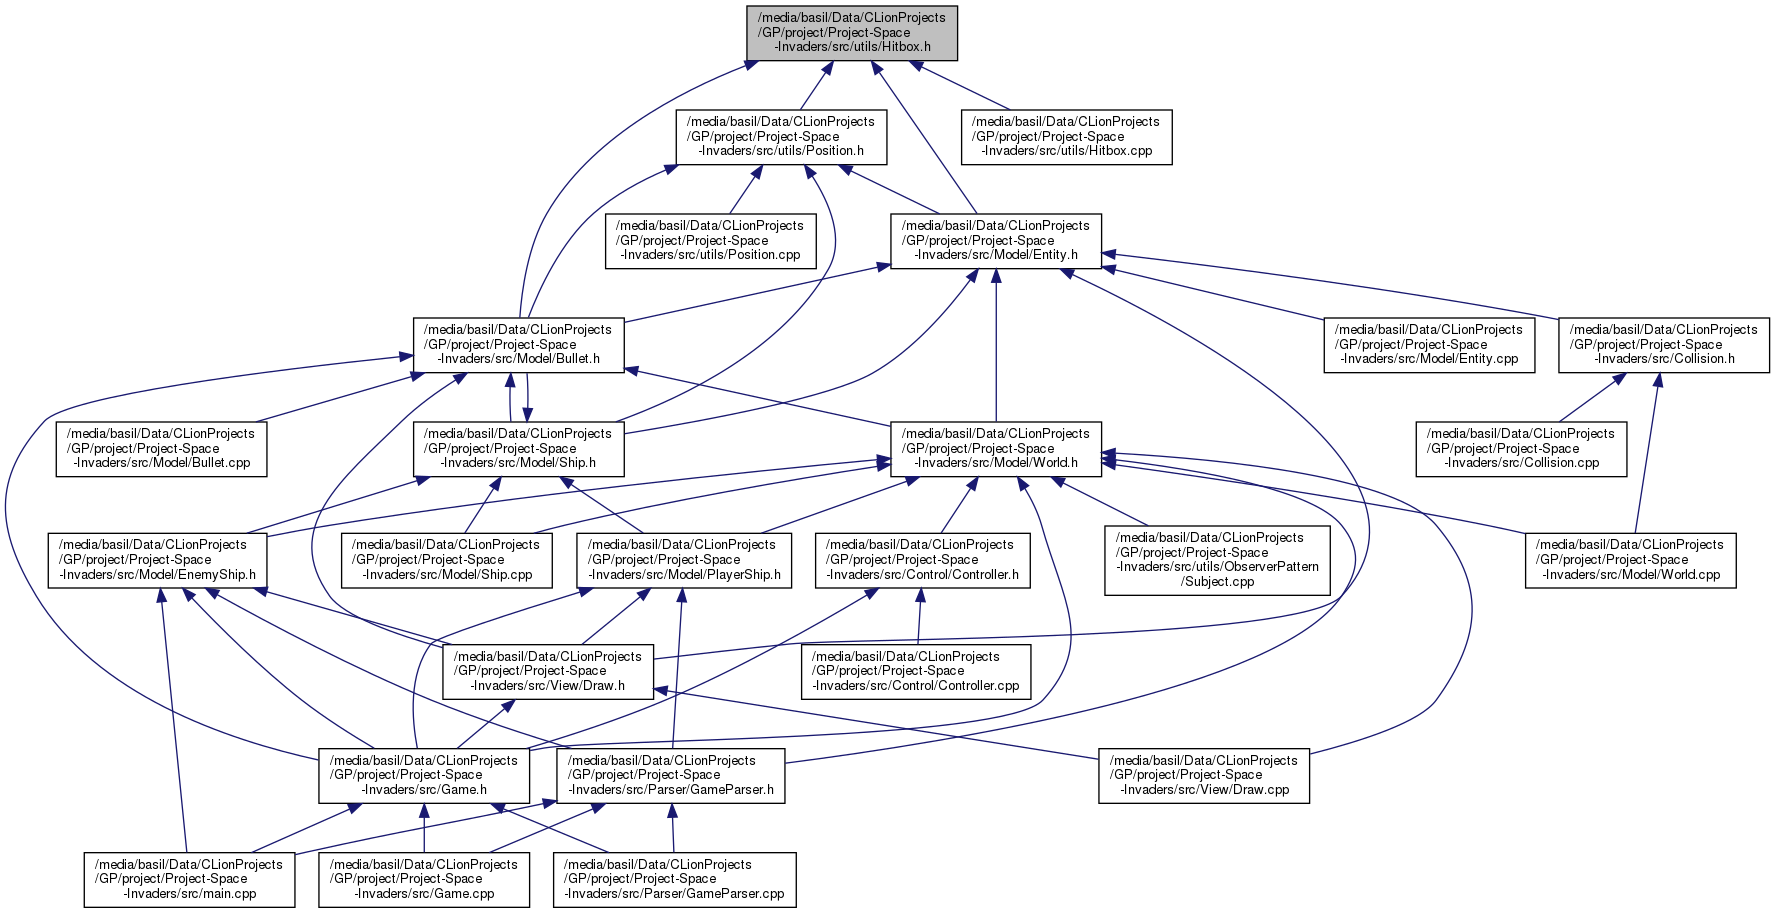 /media/basil/Data/CLionProjects
/GP/project/Project-Space
-Invaders/src/utils/Hitbox.h
/media/basil/Data/CLionProjects
/GP/project/Project-Space
-Invaders/src/utils/Position.h
/media/basil/Data/CLionProjects
/GP/project/Project-Space
-Invaders/src/utils/Hitbox.cpp
/media/basil/Data/CLionProjects
/GP/project/Project-Space
-Invaders/src/utils/Position.cpp
/media/basil/Data/CLionProjects
/GP/project/Project-Space
-Invaders/src/Model/Entity.h
/media/basil/Data/CLionProjects
/GP/project/Project-Space
-Invaders/src/Model/Bullet.h
/media/basil/Data/CLionProjects
/GP/project/Project-Space
-Invaders/src/Model/Entity.cpp
/media/basil/Data/CLionProjects
/GP/project/Project-Space
-Invaders/src/Collision.h
/media/basil/Data/CLionProjects
/GP/project/Project-Space
-Invaders/src/Model/Bullet.cpp
/media/basil/Data/CLionProjects
/GP/project/Project-Space
-Invaders/src/Model/Ship.h
/media/basil/Data/CLionProjects
/GP/project/Project-Space
-Invaders/src/Model/World.h
/media/basil/Data/CLionProjects
/GP/project/Project-Space
-Invaders/src/Collision.cpp
/media/basil/Data/CLionProjects
/GP/project/Project-Space
-Invaders/src/Model/EnemyShip.h
/media/basil/Data/CLionProjects
/GP/project/Project-Space
-Invaders/src/Model/Ship.cpp
/media/basil/Data/CLionProjects
/GP/project/Project-Space
-Invaders/src/Model/PlayerShip.h
/media/basil/Data/CLionProjects
/GP/project/Project-Space
-Invaders/src/Control/Controller.h
/media/basil/Data/CLionProjects
/GP/project/Project-Space
-Invaders/src/utils/ObserverPattern
/Subject.cpp
/media/basil/Data/CLionProjects
/GP/project/Project-Space
-Invaders/src/Model/World.cpp
/media/basil/Data/CLionProjects
/GP/project/Project-Space
-Invaders/src/View/Draw.h
/media/basil/Data/CLionProjects
/GP/project/Project-Space
-Invaders/src/Control/Controller.cpp
/media/basil/Data/CLionProjects
/GP/project/Project-Space
-Invaders/src/Game.h
/media/basil/Data/CLionProjects
/GP/project/Project-Space
-Invaders/src/Parser/GameParser.h
/media/basil/Data/CLionProjects
/GP/project/Project-Space
-Invaders/src/View/Draw.cpp
/media/basil/Data/CLionProjects
/GP/project/Project-Space
-Invaders/src/main.cpp
/media/basil/Data/CLionProjects
/GP/project/Project-Space
-Invaders/src/Game.cpp
/media/basil/Data/CLionProjects
/GP/project/Project-Space
-Invaders/src/Parser/GameParser.cpp